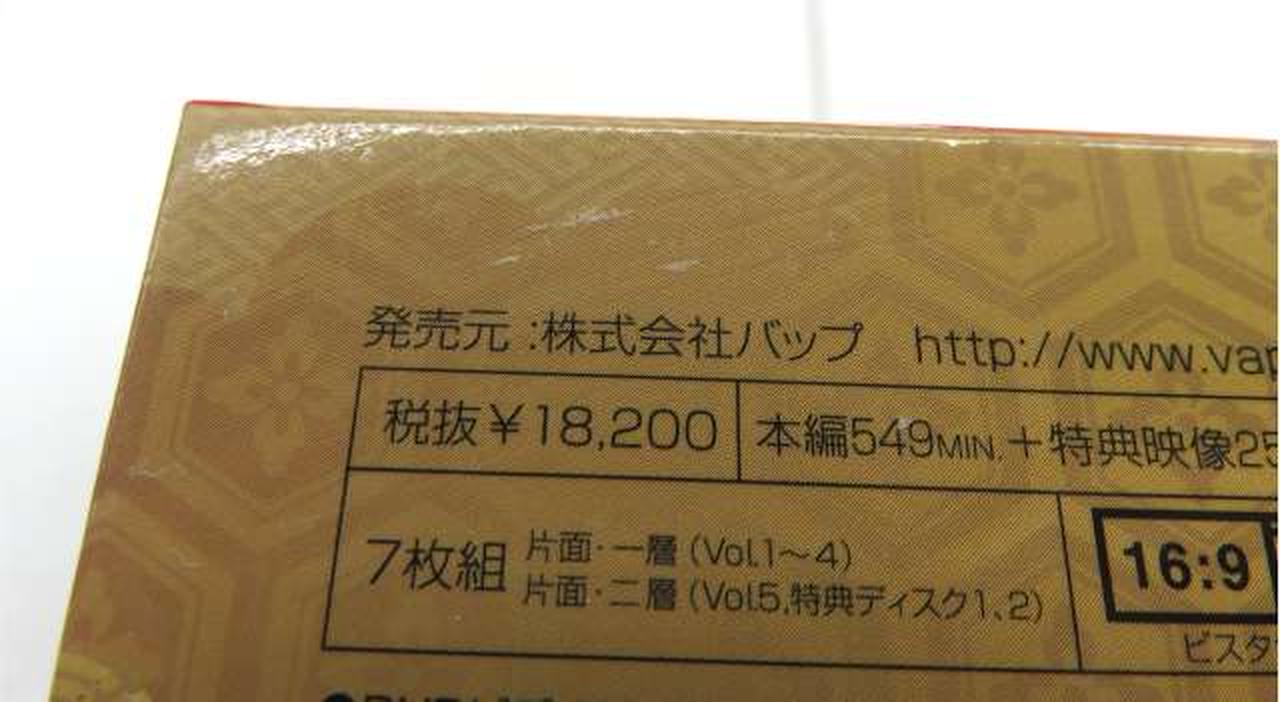 発売元：株式会社バップ　http://www.vap
税抜￥18,200
本編549MIN.＋特典映像25
7枚組
片面・一層（Vol.1～4）
片面・二層（Vol.5,特典ディスク1、2）
16:9
ビスタ